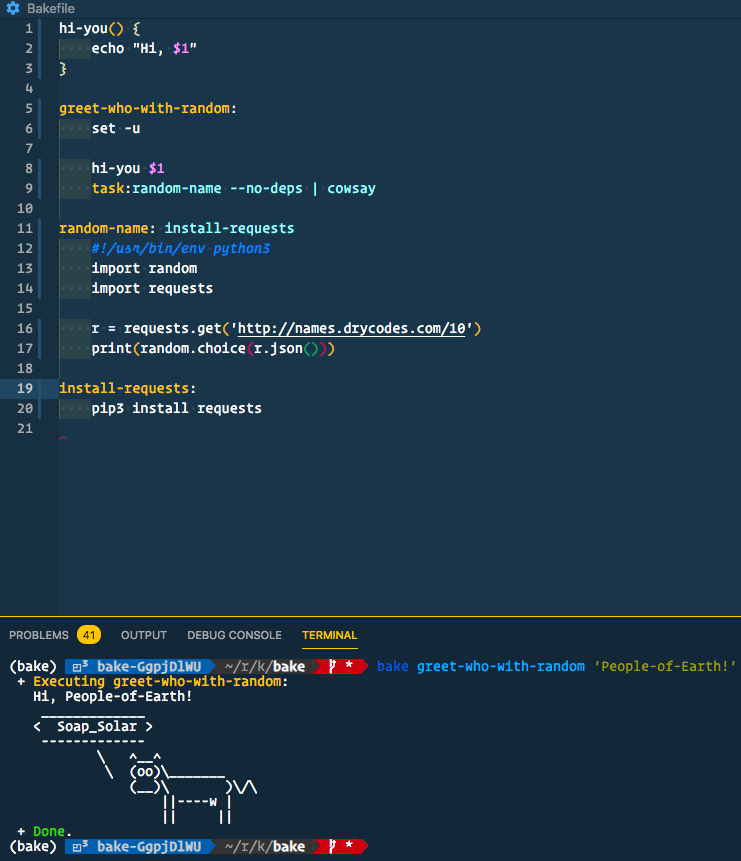 Bakefile
1 hi-you() {
2     echo "Hi, $1"
3 }
4
5 greet-who-with-random:
6     set -u
7
8     hi-you $1
9     task:random-name --no-deps | cowsay
10
11 random-name: install-requests
12     #!/usr/bin/env python3
13     import random
14     import requests
15
16     r = requests.get('http://names.drycodes.com/10')
17     print(random.choice(r.json()))
18
19 install-requests:
20     pip3 install requests
21
PROBLEMS 41 OUTPUT DEBUG CONSOLE TERMINAL
(bake) bake-GgpjDlWU ~/r/k/bake * bake greet-who-with-random 'People-of-Earth!'
 + Executing greet-who-with-random:
   Hi, People-of-Earth!
    _____________
   <  Soap_Solar >
    -------------
           \   ^__^
            \  (oo)\_______
               (__)\       )\/\
                   ||----w |
                   ||     ||
 + Done.
(bake) bake-GgpjDlWU ~/r/k/bake *